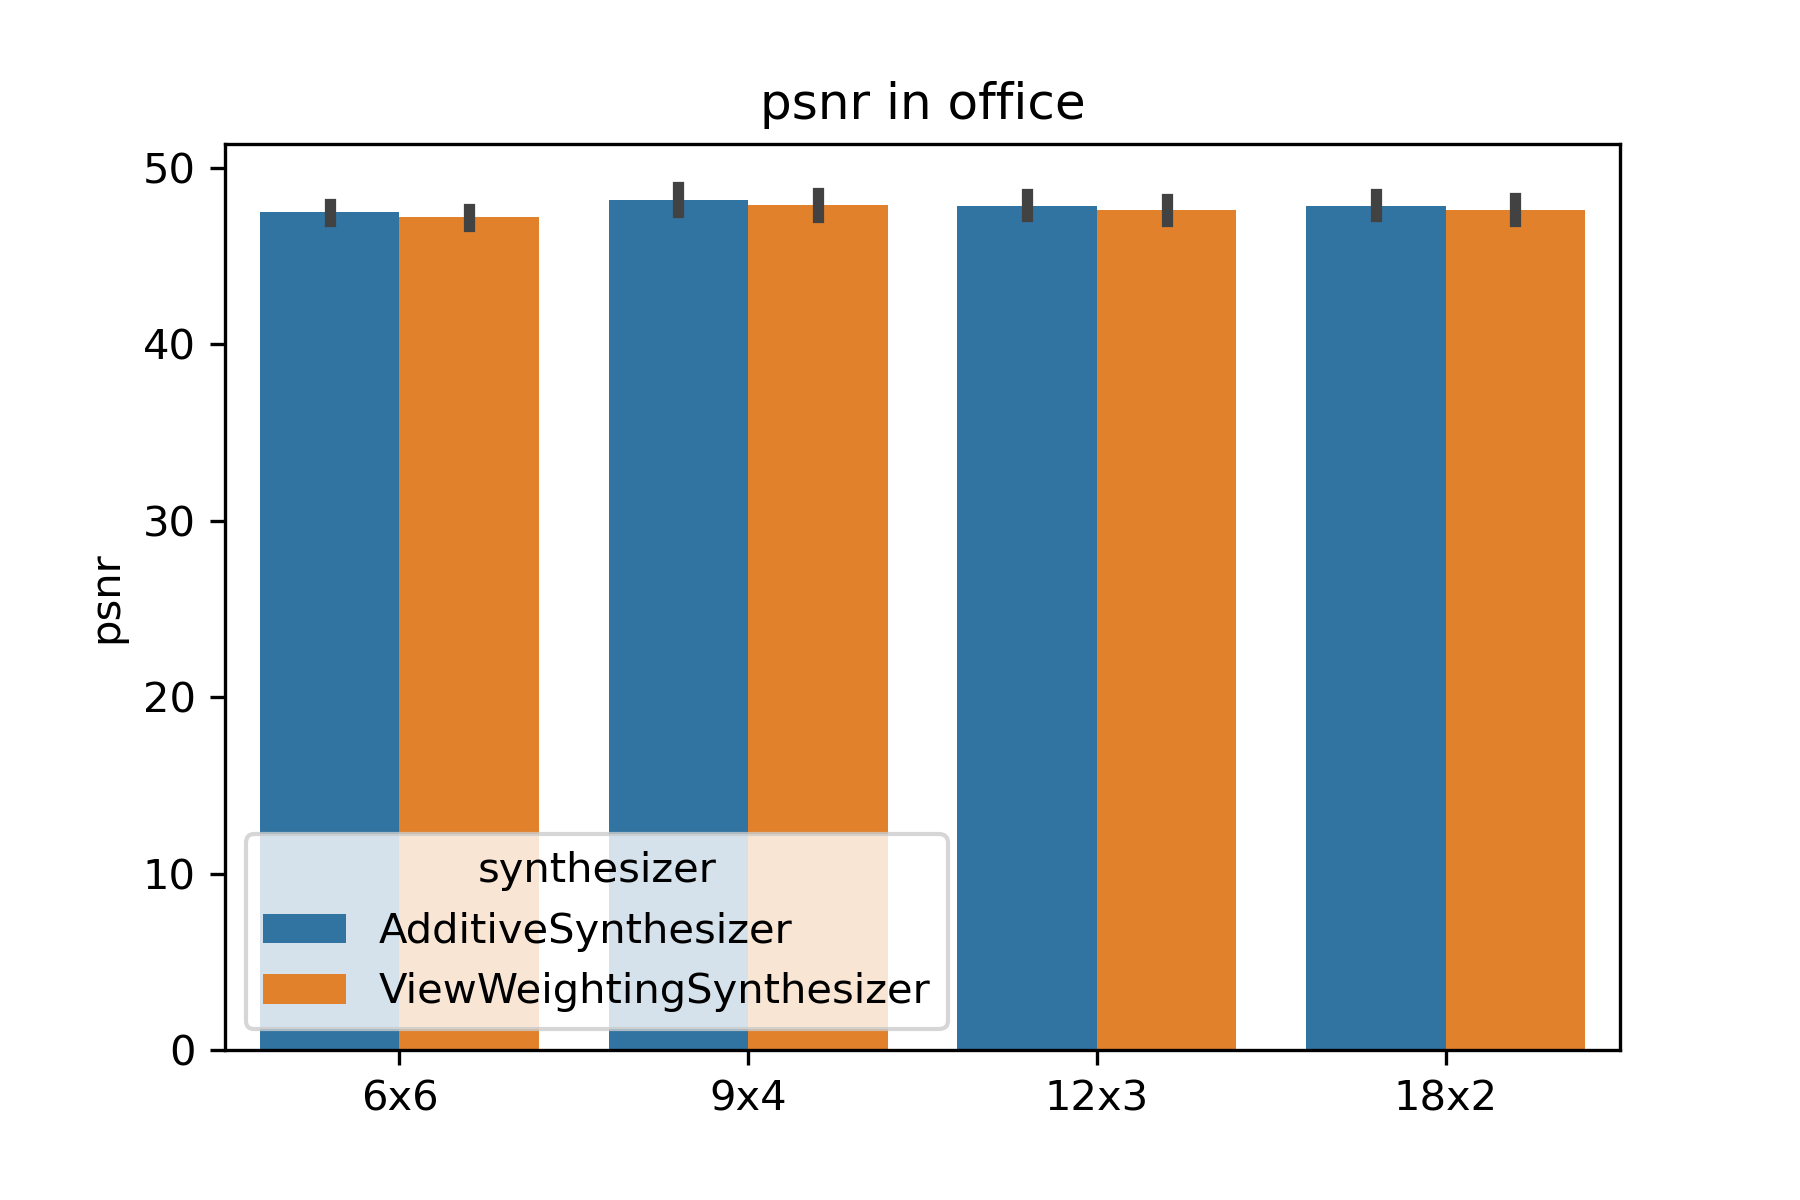 psnr in office
50
40
30
20
10
0
psnr
synthesizer
AdditiveSynthesizer
ViewWeightingSynthesizer
6x6 9x4 12x3 18x2